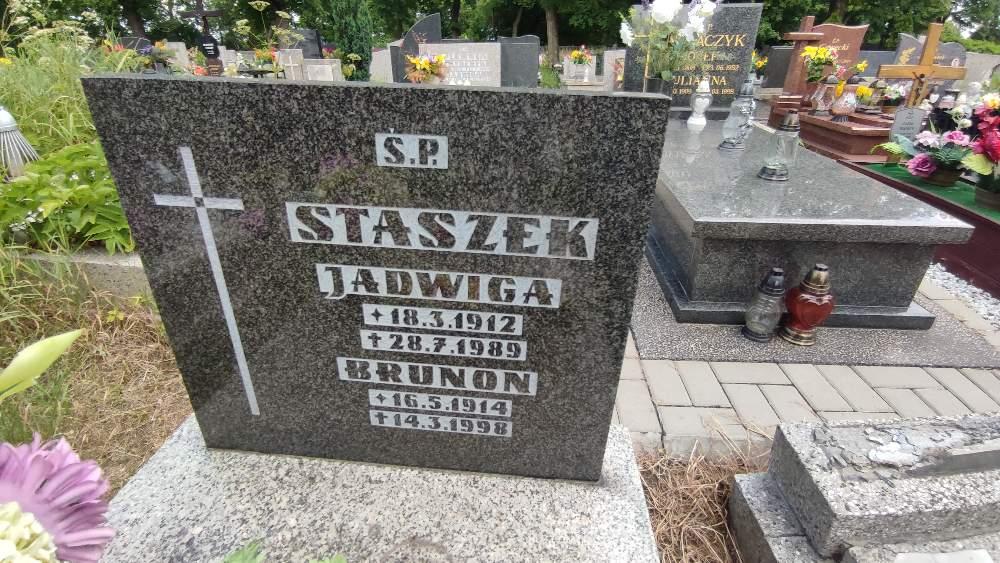 Ś.P.
STASZEK
JADWIGA
+ 18.3.1912
† 28.7.1989
BRUNON
+ 16.5.1914
† 14.3.1998